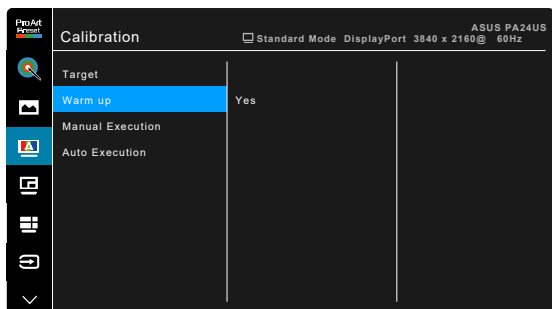 ProArt
Preset
Calibration
Standard Mode DisplayPort 3840 x 2160@ 60Hz
ASUS PA24US
Target
Warm up
Yes
Manual Execution
Auto Execution
A